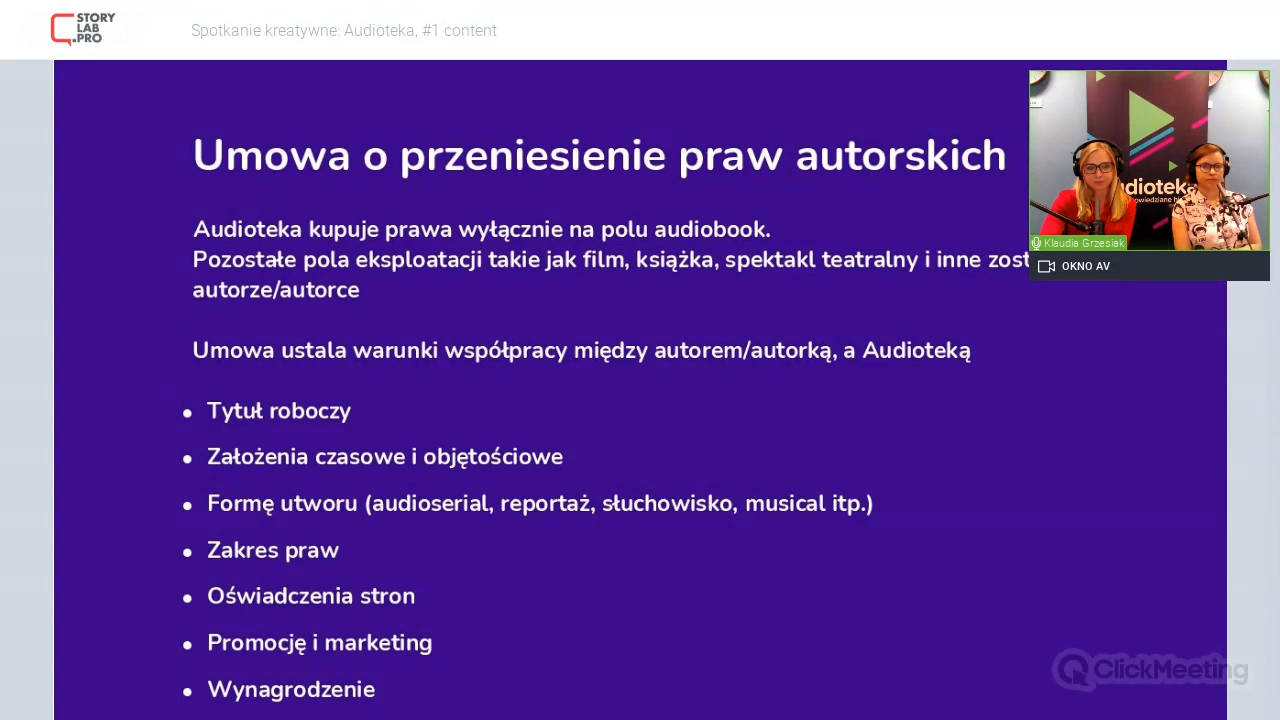 STORY
LAB
.PRO
Spotkanie kreatywne: Audioteka, #1 content
Umowa o przeniesienie praw autorskich
Audioteka kupuje prawa wyłącznie na polu audiobook.
Pozostałe pola eksploatacji takie jak film, książka, spektakl teatralny i inne
autorze/autorce
Umowa ustala warunki współpracy między autorem/autorką, a Audioteką
• Tytuł roboczy
• Założenia czasowe i objętościowe
• Formę utworu (audioserial, reportaż, słuchowisko, musical itp.)
• Zakres praw
• Oświadczenia stron
• Promocję i marketing
• Wynagrodzenie
Klaudia Grzesiak
OKNO AV
ClickMeeting